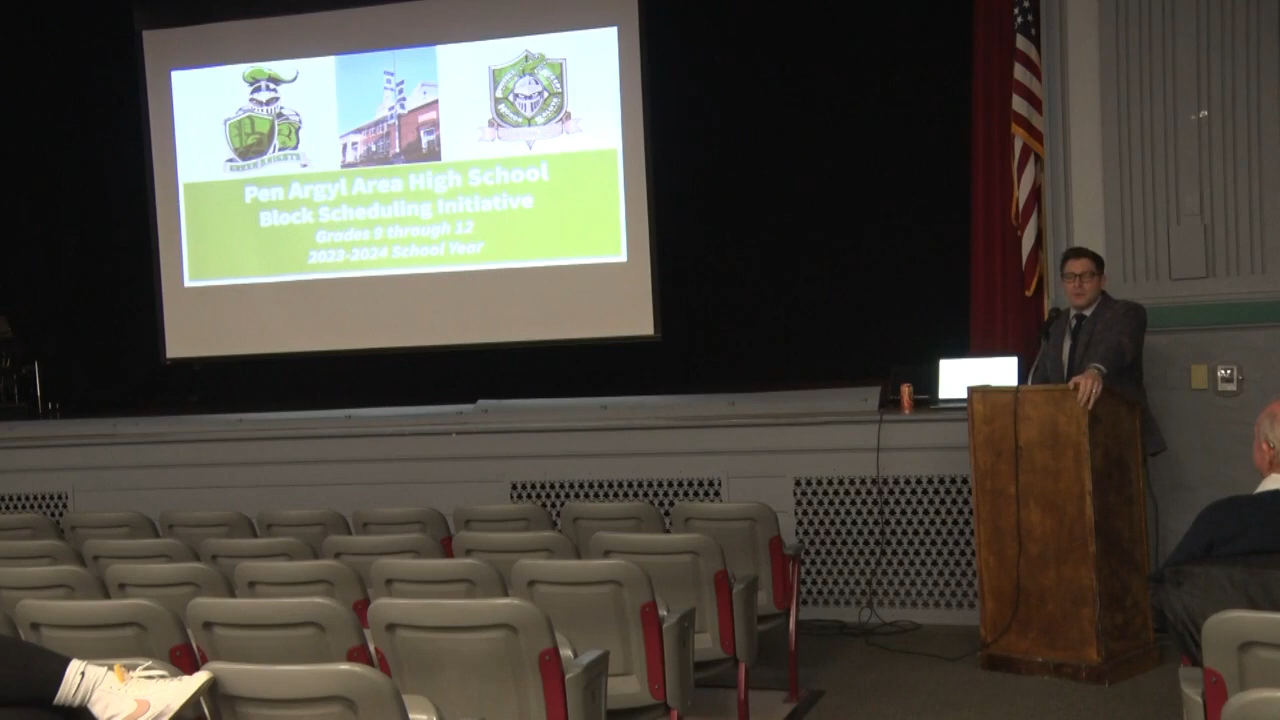 GREEN KNIGHTS
Pen Argyl Area High School
Block Scheduling Initiative
Grades 9 through 12
2023-2024 School Year